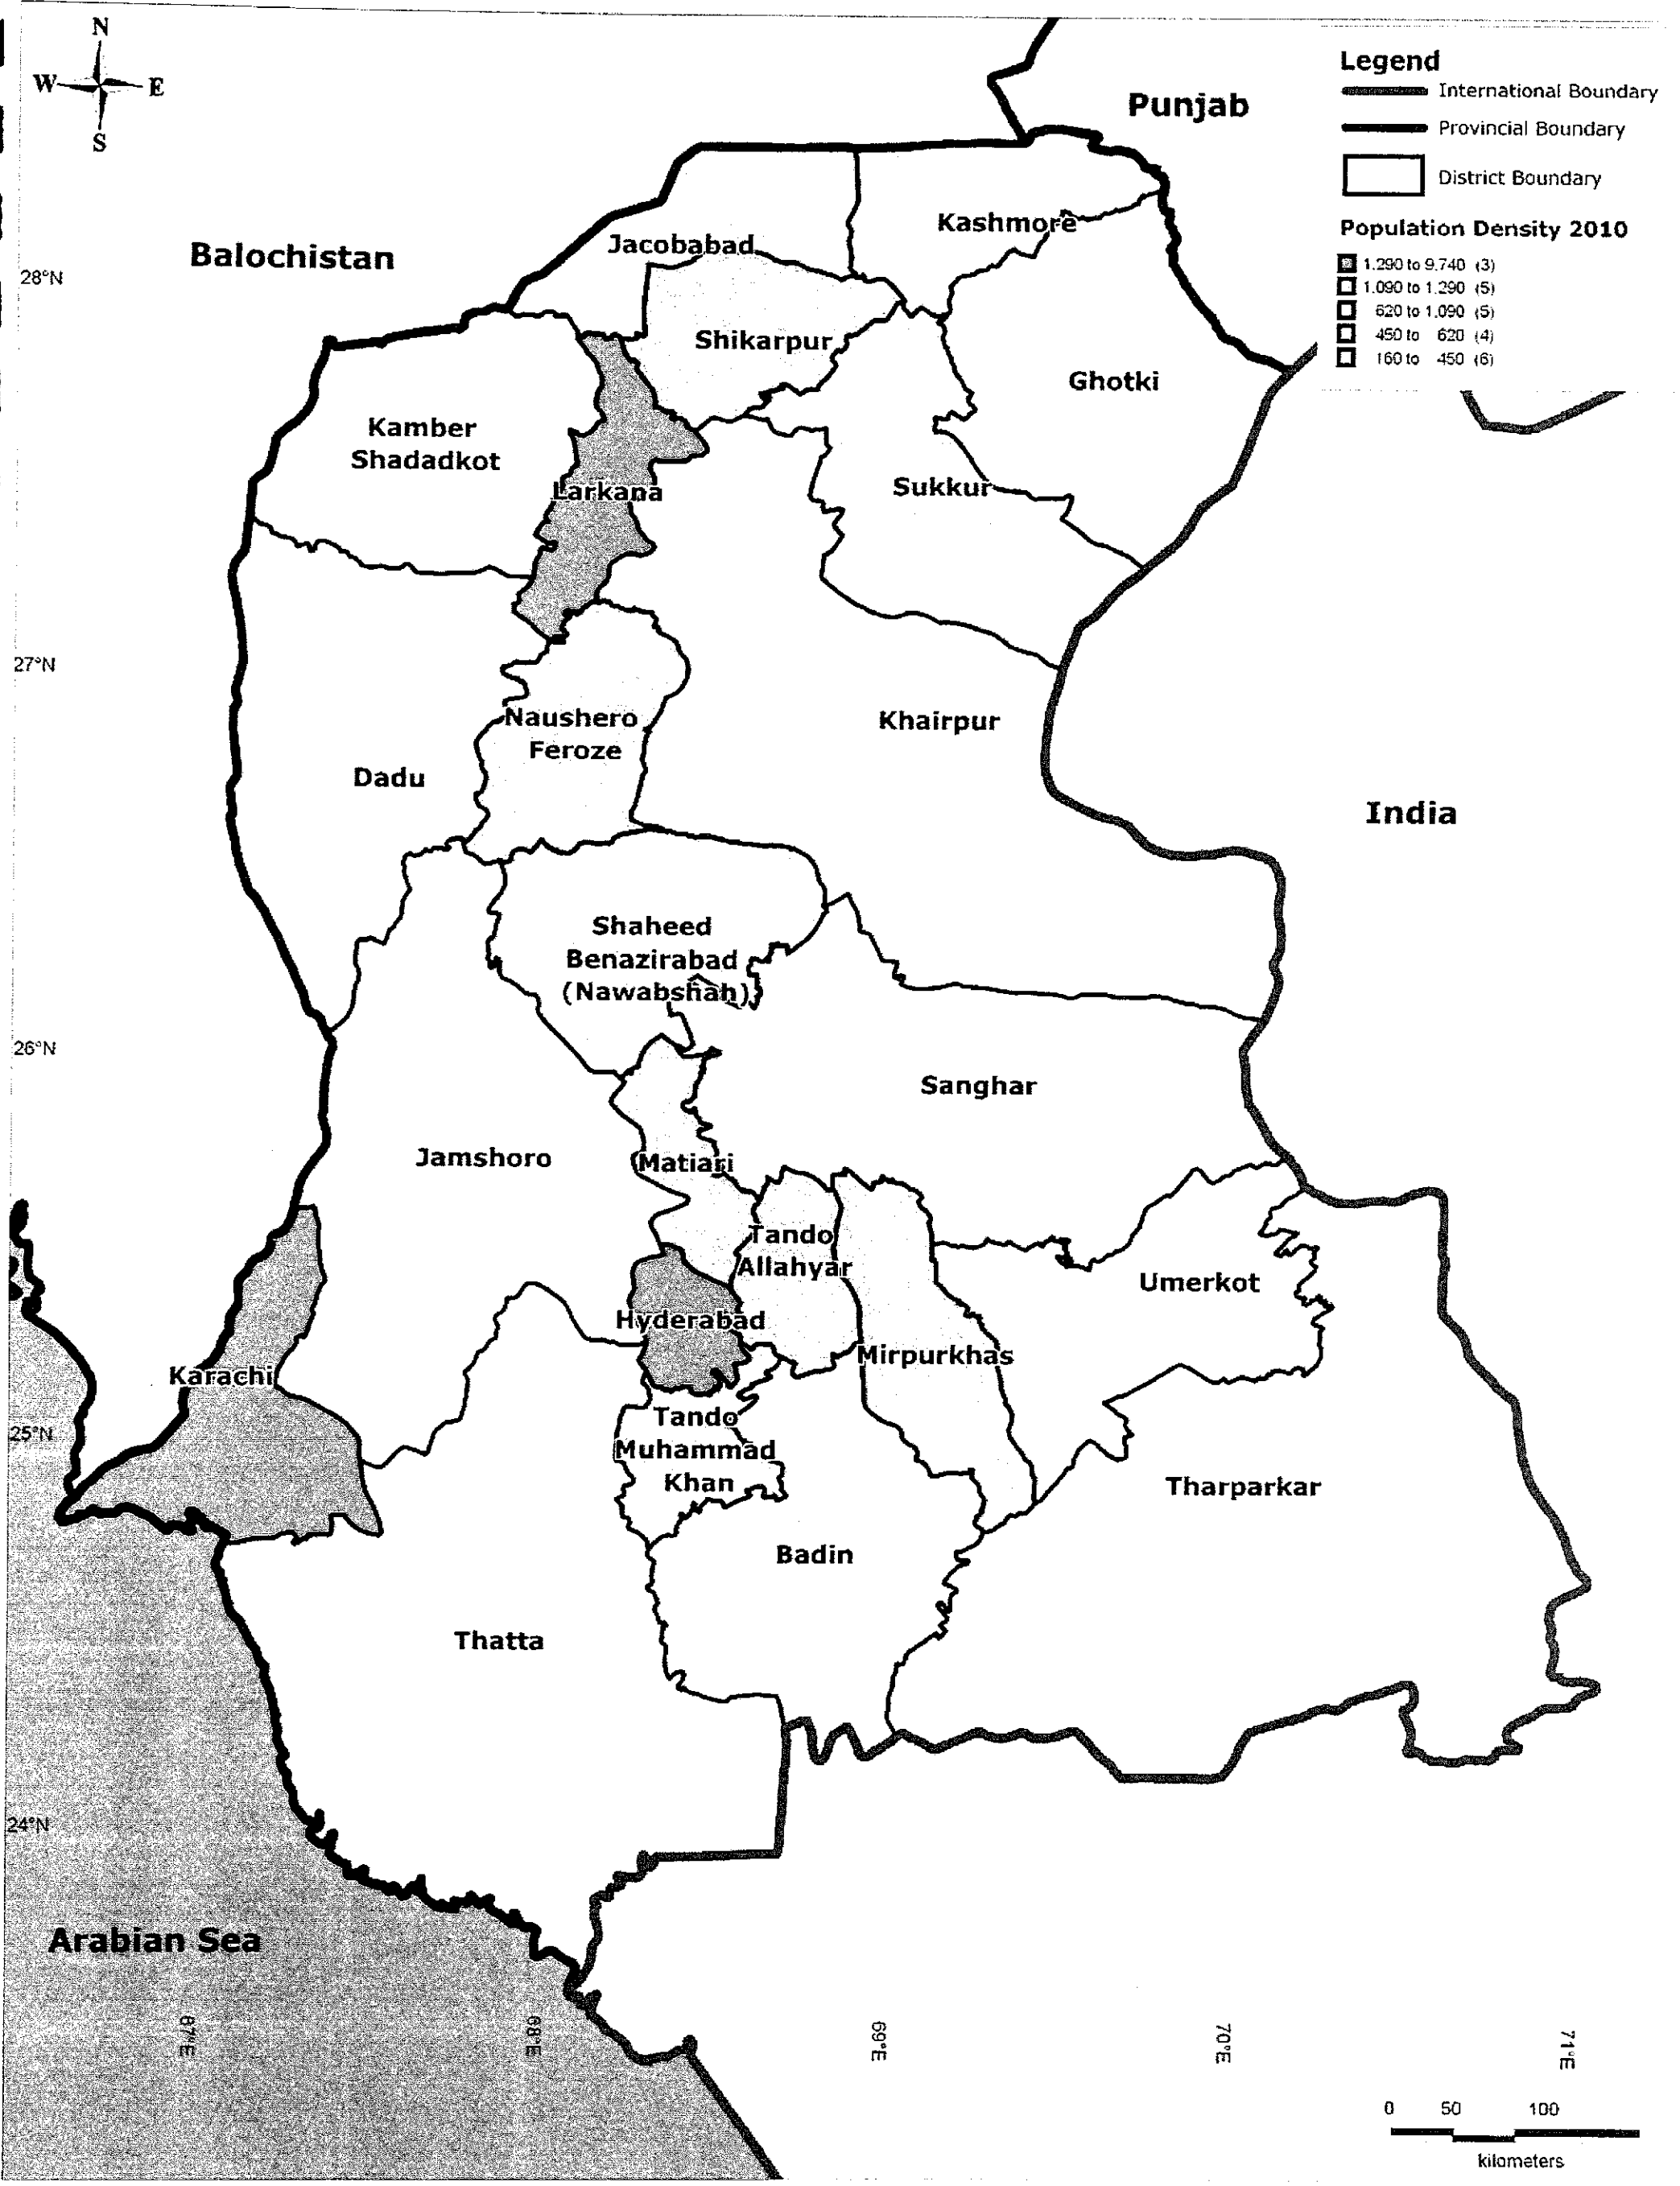 N
W E
S
Legend
International Boundary
Provincial Boundary
District Boundary
Population Density 2010
1.290 to 9.740 (3)
1.090 to 1.290 (5)
620 to 1.090 (5)
450 to 620 (4)
160 to 450 (6)
Punjab
Balochistan
28°N
Jacobabad
Kashmore
Shikarpur
Ghotki
Kamber
Shadadkot
Larkana
Sukkur
27°N
Naushero
Feroze
Khairpur
Dadu
India
Shaheed
Benazirabad
(Nawabshah)
26°N
Sanghar
Jamshoro
Matiari
Tando
Allahyar
Umerkot
Hyderabad
Mirpurkhas
Karachi
25°N
Tando
Muhammad
Khan
Tharparkar
Badin
Thatta
24°N
Arabian Sea
67°E
68°E
69°E
70°E
71°E
0 50 100
kilometers